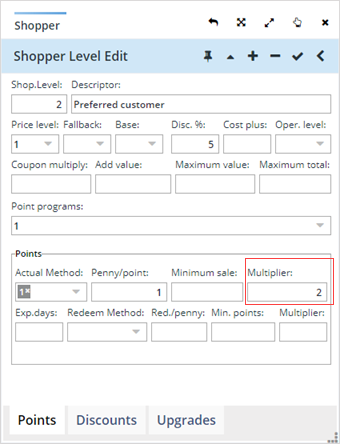 Shopper
Shopper Level Edit
Shop.Level: Descriptor:
2 Preferred customer
Price level: Fallback: Base: Disc. %: Cost plus: Oper. level:
1 5
Coupon multiply: Add value: Maximum value: Maximum total:
Point programs:
1
Points
Actual Method: Penny/point: Minimum sale: Multiplier:
1 1 2
Exp.days: Redeem Method: Red./penny: Min. points: Multiplier:
Points Discounts Upgrades